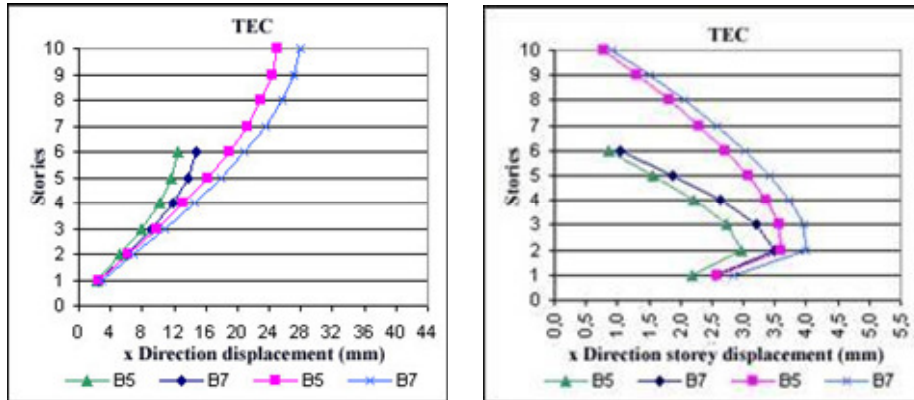 TEC
10
9
8
7
6
5
4
3
2
1
0
Stories
0 4 8 12 16 20 24 28 32 36 40 44
x Direction displacement (mm)
B5 B7 B5 B7
TEC
10
9
8
7
6
5
4
3
2
1
0
Stories
0,0 0,5 1,0 1,5 2,0 2,5 3,0 3,5 4,0 4,5 5,0 5,5
x Direction storey displacement (mm)
B5 B7 B5 B7